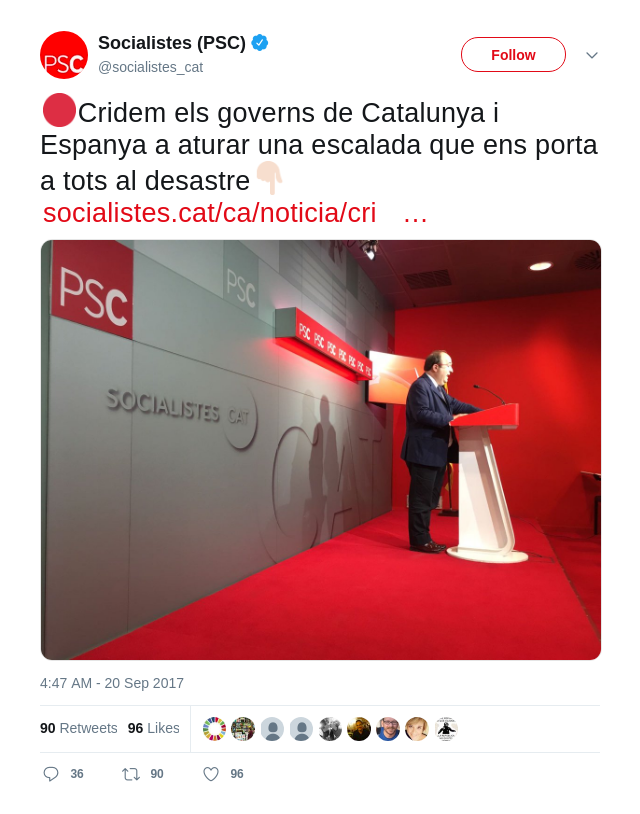 Socialistes (PSC)
@socialistes_cat
Follow
Cridem els governs de Catalunya i
Espanya a aturar una escalada que ens porta
a tots al desastre
socialistes.cat/ca/noticia/cri …
PSC
PSC
PSC PSC PSC PSC PSC PSC
SOCIALISTES CAT
CAT
4:47 AM - 20 Sep 2017
90 Retweets 96 Likes
36 90 96